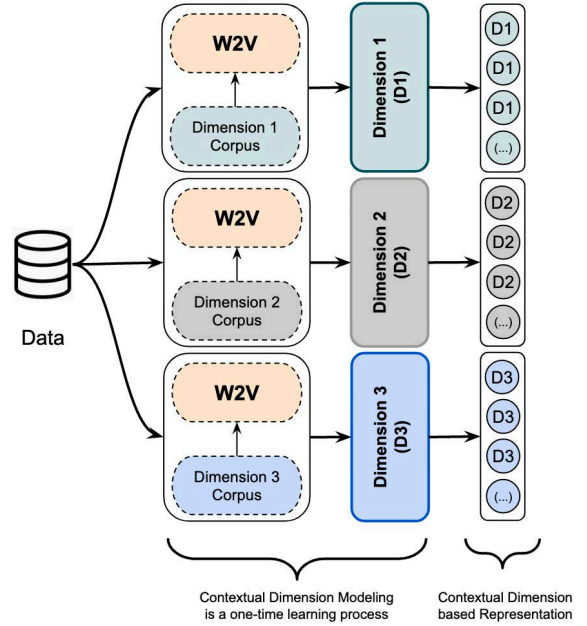 W2V
Dimension 1
Corpus
Dimension 1
(D1)
D1
D1
D1
(...)
Data
W2V
Dimension 2
Corpus
Dimension 2
(D2)
D2
D2
D2
(...)
W2V
Dimension 3
Corpus
Dimension 3
(D3)
D3
D3
D3
(...)
Contextual Dimension Modeling
is a one-time learning process
Contextual Dimension
based Representation